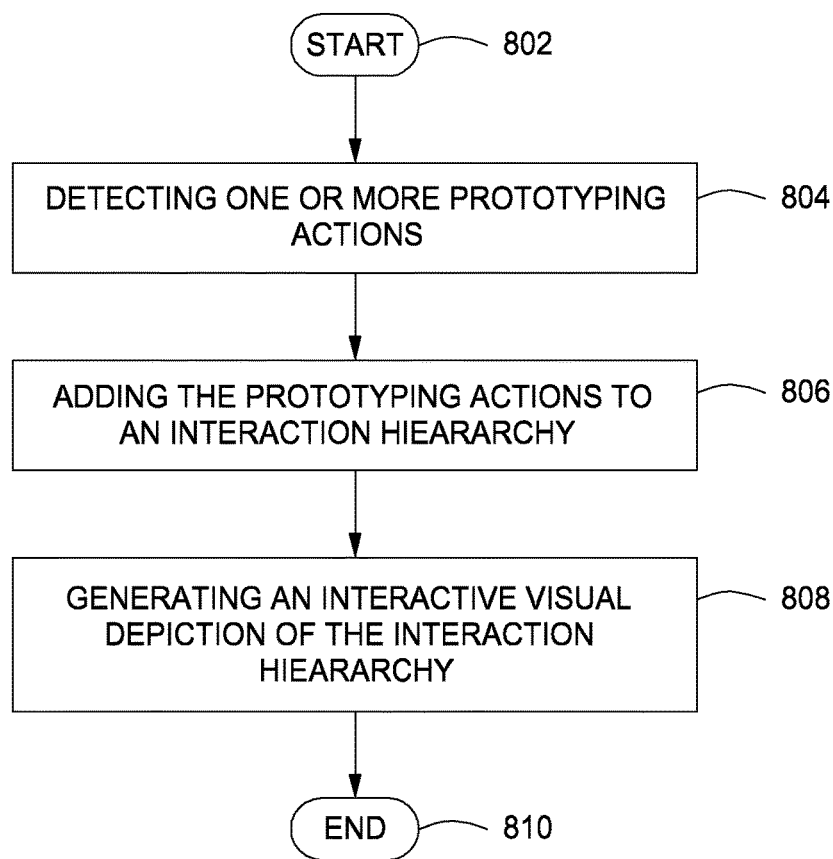 START
802
DETECTING ONE OR MORE PROTOTYPING
ACTIONS
804
ADDING THE PROTOTYPING ACTIONS TO
AN INTERACTION HIEARARCHY
806
GENERATING AN INTERACTIVE VISUAL
DEPICTION OF THE INTERACTION
HIEARARCHY
808
END
810